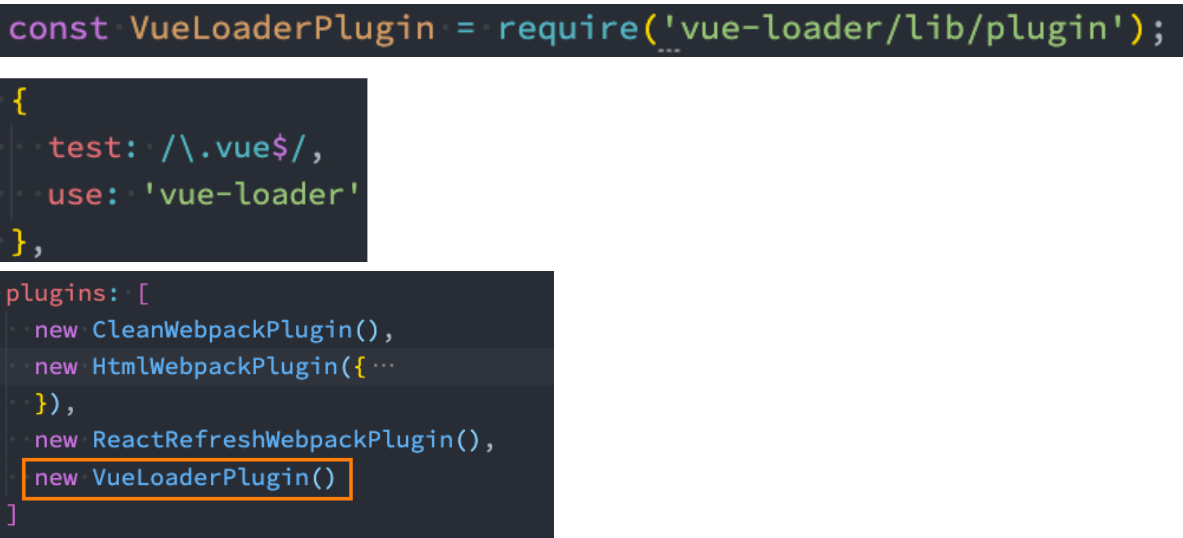 const VueLoaderPlugin = require('vue-loader/lib/plugin');
{
test: /\.vue$/,
use: 'vue-loader'
},
plugins: [
new CleanWebpackPlugin(),
new HtmlWebpackPlugin({ ···
}),
new ReactRefreshWebpackPlugin(),
new VueLoaderPlugin()
]